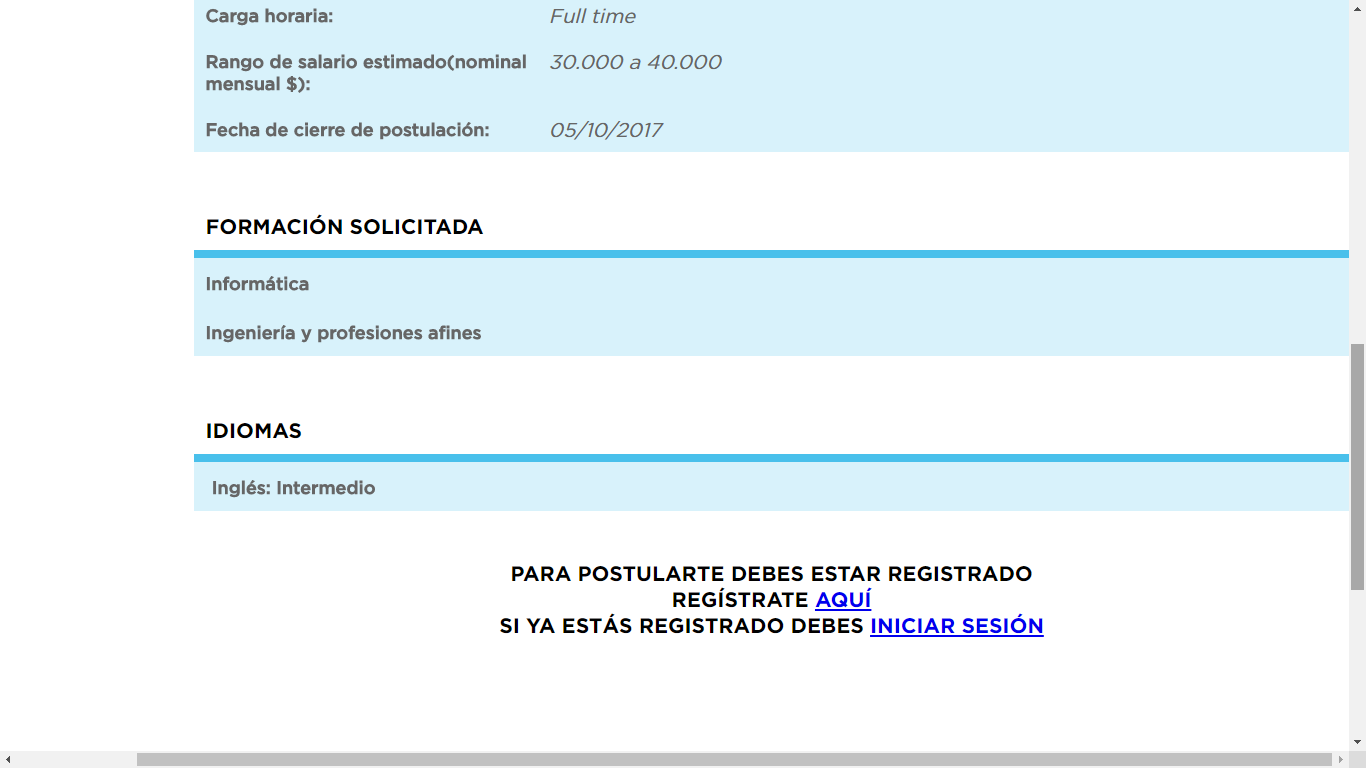 Carga horaria: Full time
Rango de salario estimado(nominal 30.000 a 40.000
mensual $):
Fecha de cierre de postulación: 05/10/2017
FORMACIÓN SOLICITADA
Informática
Ingeniería y profesiones afines
IDIOMAS
Inglés: Intermedio
PARA POSTULARTE DEBES ESTAR REGISTRADO
REGÍSTRATE AQUÍ
SI YA ESTÁS REGISTRADO DEBES INICIAR SESIÓN